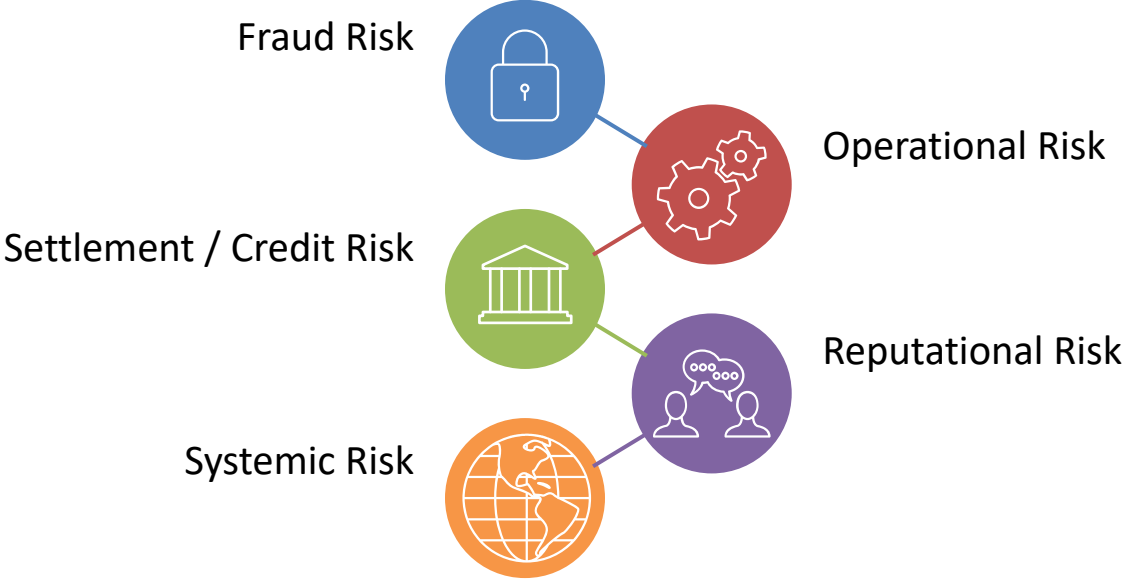 Fraud Risk
Operational Risk
Settlement / Credit Risk
Reputational Risk
Systemic Risk